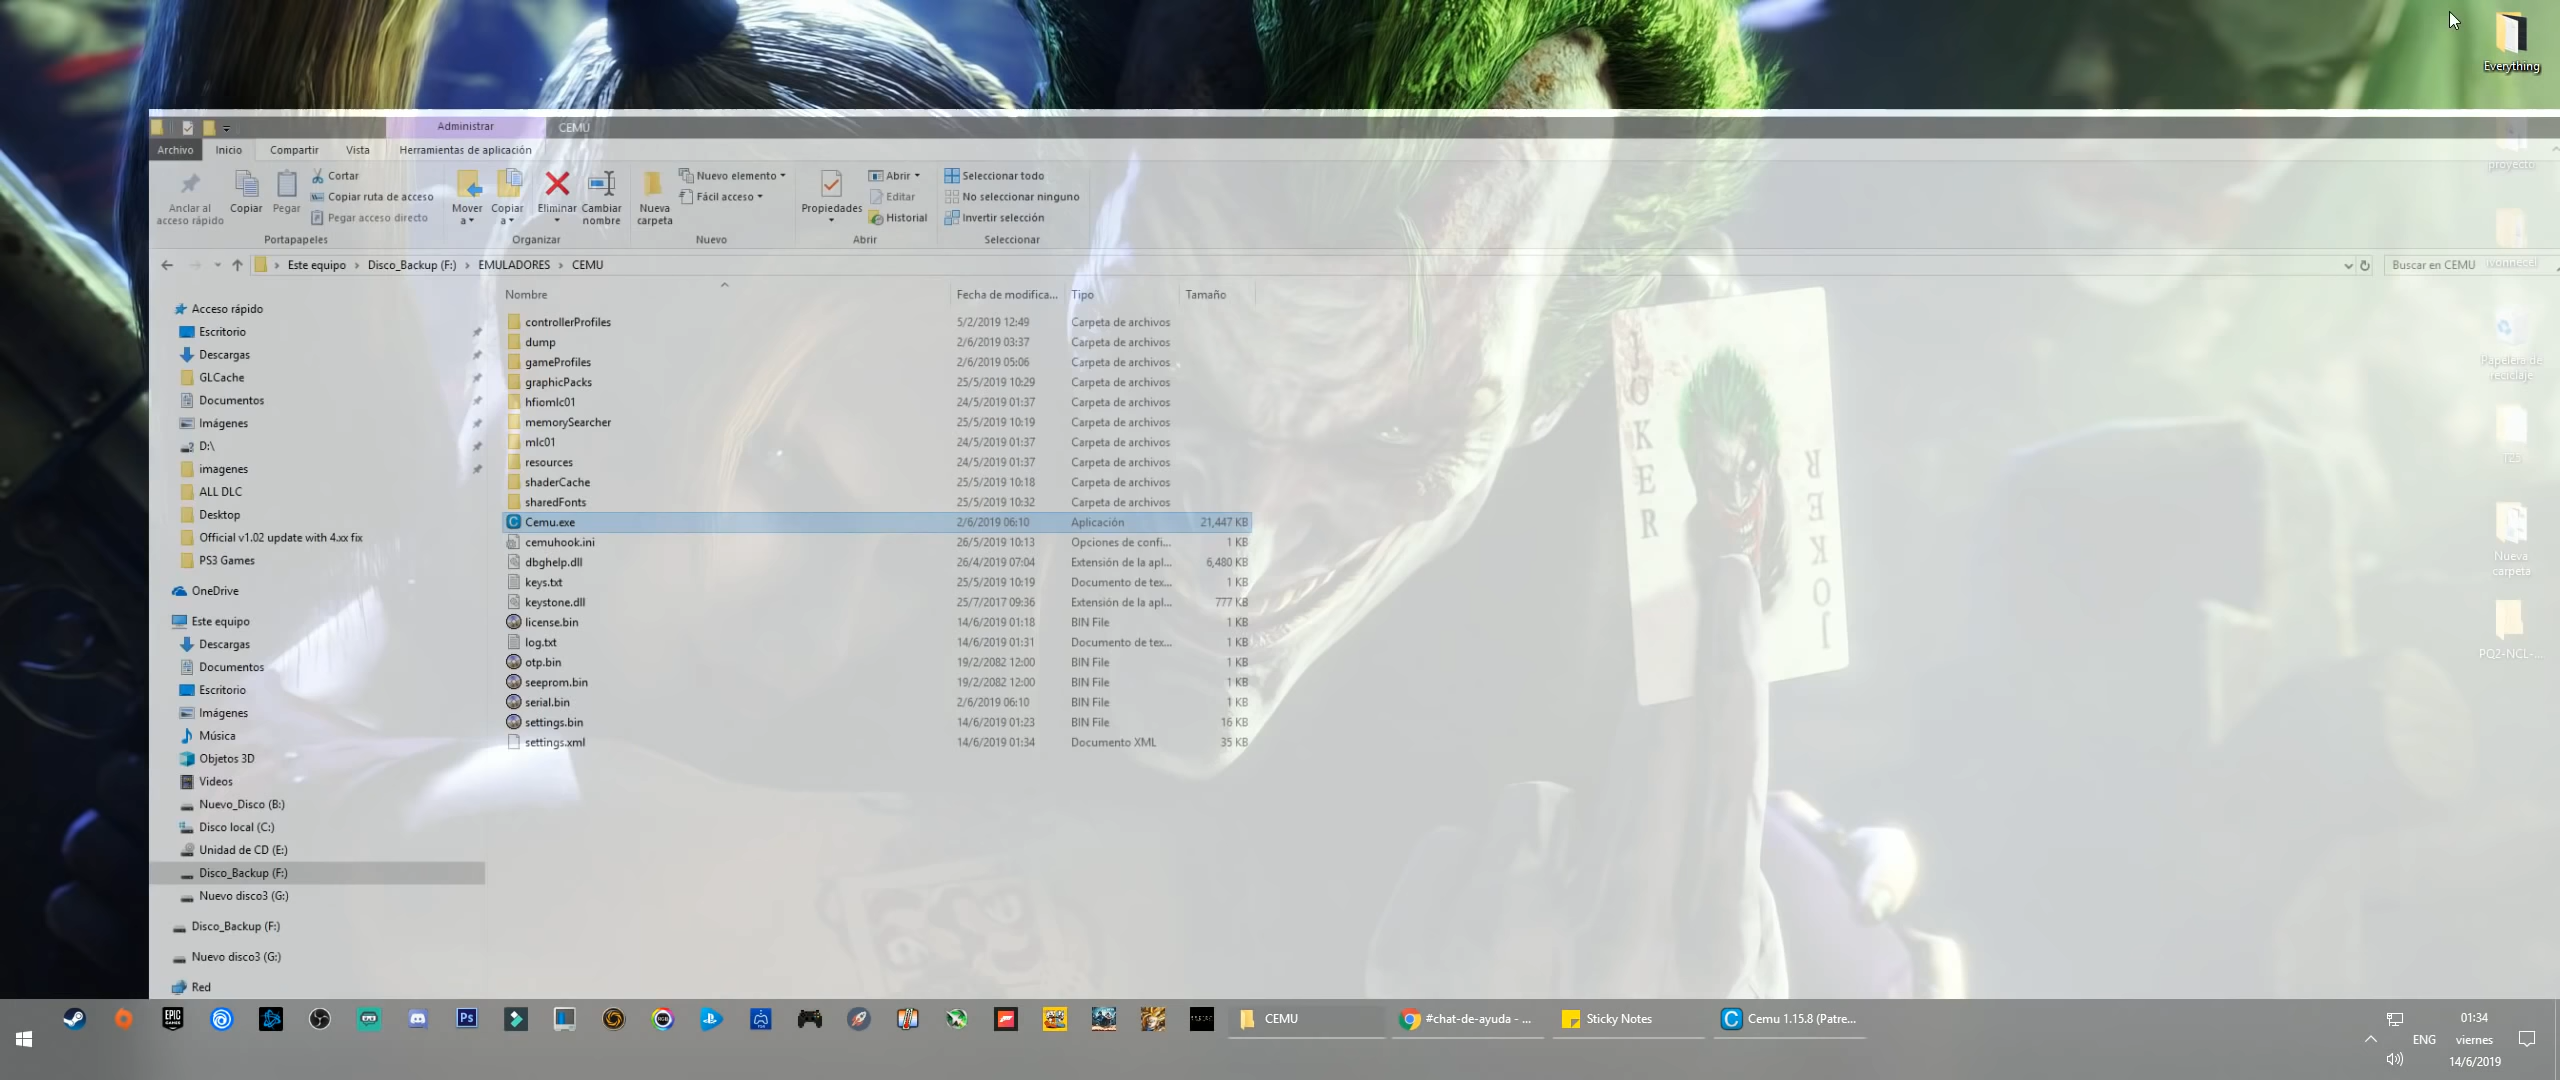 Everything
Administrar
CEMU
Archivo
Inicio
Compartir
Vista
Herramientas de aplicación
Anclar al
acceso rápido
Copiar
Pegar
Cortar
Copiar ruta de acceso
Pegar acceso directo
Portapapeles
Mover
a
Copiar
a
Eliminar
Cambiar
nombre
Organizar
Nueva
carpeta
Nuevo elemento
Fácil acceso
Nuevo
Propiedades
Abrir
Editar
Historial
Abrir
Seleccionar todo
No seleccionar ninguno
Invertir selección
Seleccionar
proyecto
Este equipo › Disco_Backup (F:) › EMULADORES › CEMU
Buscar en CEMU
ivonnecel
Nombre Fecha de modifica... Tipo Tamaño
controllerProfiles 5/2/2019 12:49 Carpeta de archivos
dump 2/6/2019 03:37 Carpeta de archivos
gameProfiles 2/6/2019 05:06 Carpeta de archivos
graphicPacks 25/5/2019 10:29 Carpeta de archivos
hfiomlc01 24/5/2019 01:37 Carpeta de archivos
memorySearcher 25/5/2019 10:19 Carpeta de archivos
mlc01 24/5/2019 01:37 Carpeta de archivos
resources 24/5/2019 01:37 Carpeta de archivos
shaderCache 25/5/2019 10:18 Carpeta de archivos
sharedFonts 25/5/2019 10:32 Carpeta de archivos
Cemu.exe 2/6/2019 06:10 Aplicación 21,447 KB
cemuhook.ini 26/5/2019 10:13 Opciones de confi... 1 KB
dbghelp.dll 26/4/2019 07:04 Extensión de la apl... 6,480 KB
keys.txt 25/5/2019 10:19 Documento de tex... 1 KB
keystone.dll 25/7/2017 09:36 Extensión de la apl... 777 KB
license.bin 14/6/2019 01:18 BIN File 1 KB
log.txt 14/6/2019 01:31 Documento de tex... 1 KB
otp.bin 19/2/2082 12:00 BIN File 1 KB
seeprom.bin 19/2/2082 12:00 BIN File 1 KB
serial.bin 2/6/2019 06:10 BIN File 1 KB
settings.bin 14/6/2019 01:23 BIN File 16 KB
settings.xml 14/6/2019 01:34 Documento XML 35 KB
Acceso rápido
Escritorio
Descargas
GLCache
Documentos
Imágenes
D:\
imagenes
ALL DLC
Desktop
Official v1.02 update with 4.xx fix
PS3 Games
OneDrive
Este equipo
Descargas
Documentos
Escritorio
Imágenes
Música
Objetos 3D
Videos
Nuevo_Disco (B:)
Disco local (C:)
Unidad de CD (E:)
Disco_Backup (F:)
Nuevo disco3 (G:)
Disco_Backup (F:)
Nuevo disco3 (G:)
Red
JOKER
JOKER
Papelera de
reciclaje
Nueva
carpeta
PQ2-NCL-...
EPIC
GAMES
Ps
RGB
CEMU
#chat-de-ayuda - ...
Sticky Notes
Cemu 1.15.8 (Patre...
ENG
01:34
viernes
14/6/2019